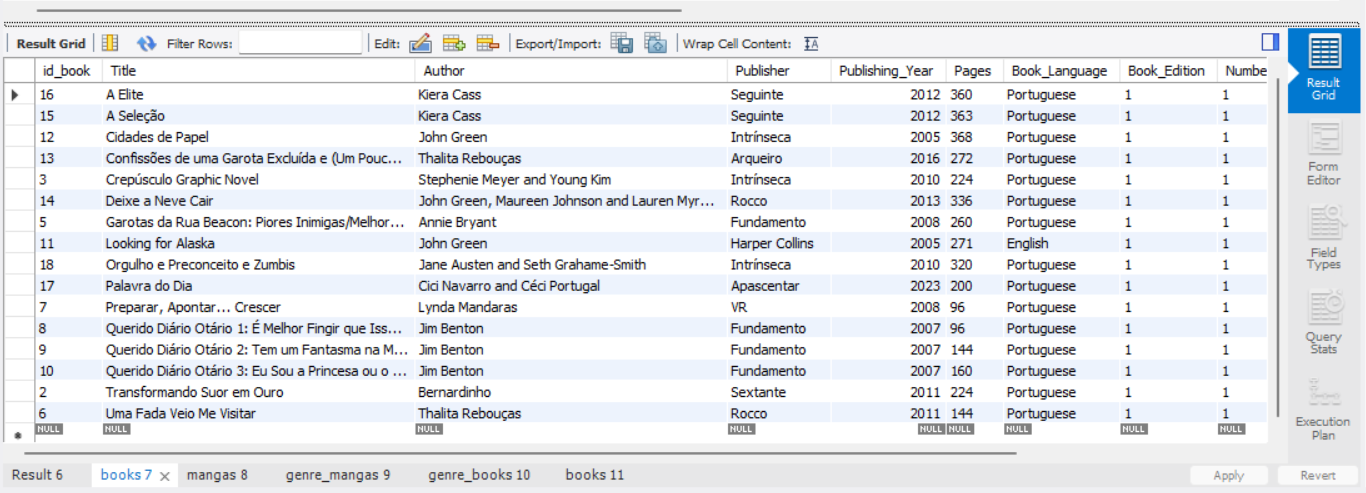 Result Grid Filter Rows: Edit: Export/Import: Wrap Cell Content: IA
id_book Title Author Publisher Publishing_Year Pages Book_Language Book_Edition Numbe
16 A Elite Kiera Cass Seguinte 2012 360 Portuguese 1 1
15 A Seleção Kiera Cass Seguinte 2012 363 Portuguese 1 1
12 Cidades de Papel John Green Intrínseca 2005 368 Portuguese 1 1
13 Confissões de uma Garota Excluída e (Um Pouc... Thalita Rebouças Arqueiro 2016 272 Portuguese 1 1
3 Crepúsculo Graphic Novel Stephenie Meyer and Young Kim Intrínseca 2010 224 Portuguese 1 1
14 Deixe a Neve Cair John Green, Maureen Johnson and Lauren Myr... Rocco 2013 336 Portuguese 1 1
5 Garotas da Rua Beacon: Piores Inimigas/Melhor... Annie Bryant Fundamento 2008 260 Portuguese 1 1
11 Looking for Alaska John Green Harper Collins 2005 271 English 1 1
18 Orgulho e Preconceito e Zumbis Jane Austen and Seth Grahame-Smith Intrínseca 2010 320 Portuguese 1 1
17 Palavra do Dia Cici Navarro and Céci Portugal Apascentar 2023 200 Portuguese 1 1
7 Preparar, Apontar... Crescer Lynda Mandaras VR 2008 96 Portuguese 1 1
8 Querido Diário Otário 1: É Melhor Fingir que Iss... Jim Benton Fundamento 2007 96 Portuguese 1 1
9 Querido Diário Otário 2: Tem um Fantasma na M... Jim Benton Fundamento 2007 144 Portuguese 1 1
10 Querido Diário Otário 3: Eu Sou a Princesa ou o ... Jim Benton Fundamento 2007 160 Portuguese 1 1
2 Transformando Suor em Ouro Bernardinho Sextante 2011 224 Portuguese 1 1
6 Uma Fada Veio Me Visitar Thalita Rebouças Rocco 2011 144 Portuguese 1 1
NULL NULL NULL NULL NULL NULL NULL NULL NULL
Result
Grid
Form
Editor
Field
Types
Query
Stats
Execution
Plan
Result 6 books 7 mangas 8 genre_mangas 9 genre_books 10 books 11 Apply Revert